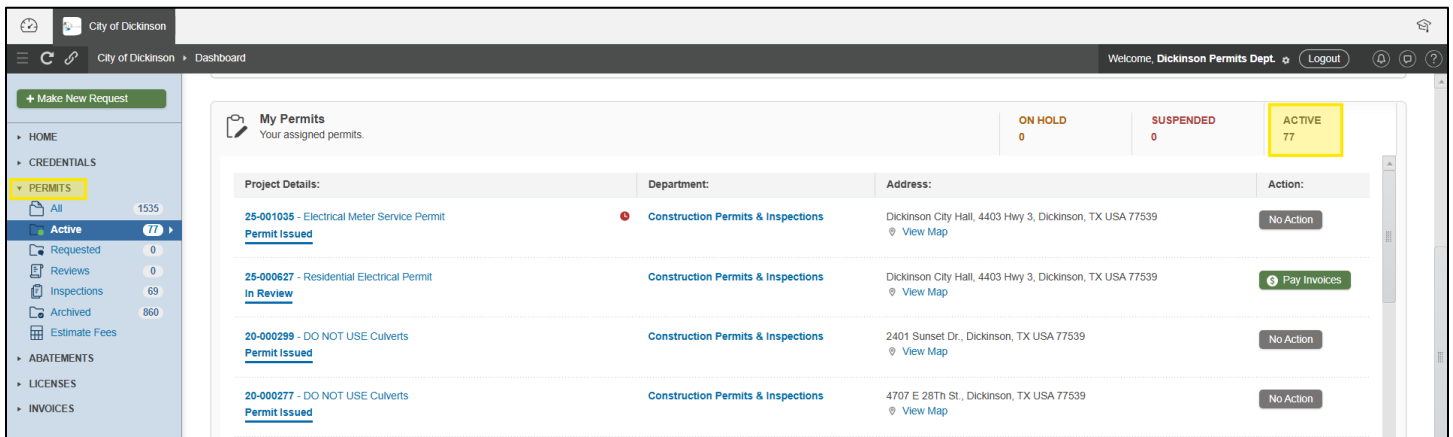 City of Dickinson
City of Dickinson ▸ Dashboard
Welcome, Dickinson Permits Dept. Logout
+ Make New Request
HOME
CREDENTIALS
PERMITS
All 1535
Active 77
Requested 0
Reviews 0
Inspections 69
Archived 860
Estimate Fees
ABATEMENTS
LICENSES
INVOICES
My Permits
Your assigned permits.
ON HOLD
0
SUSPENDED
0
ACTIVE
77
Project Details: Department: Address: Action:
25-001035 - Electrical Meter Service Permit Construction Permits & Inspections Dickinson City Hall, 4403 Hwy 3, Dickinson, TX USA 77539 No Action
Permit Issued View Map
25-000627 - Residential Electrical Permit Construction Permits & Inspections Dickinson City Hall, 4403 Hwy 3, Dickinson, TX USA 77539 $ Pay Invoices
In Review View Map
20-000299 - DO NOT USE Culverts Construction Permits & Inspections 2401 Sunset Dr., Dickinson, TX USA 77539 No Action
Permit Issued View Map
20-000277 - DO NOT USE Culverts Construction Permits & Inspections 4707 E 28Th St., Dickinson, TX USA 77539 No Action
Permit Issued View Map